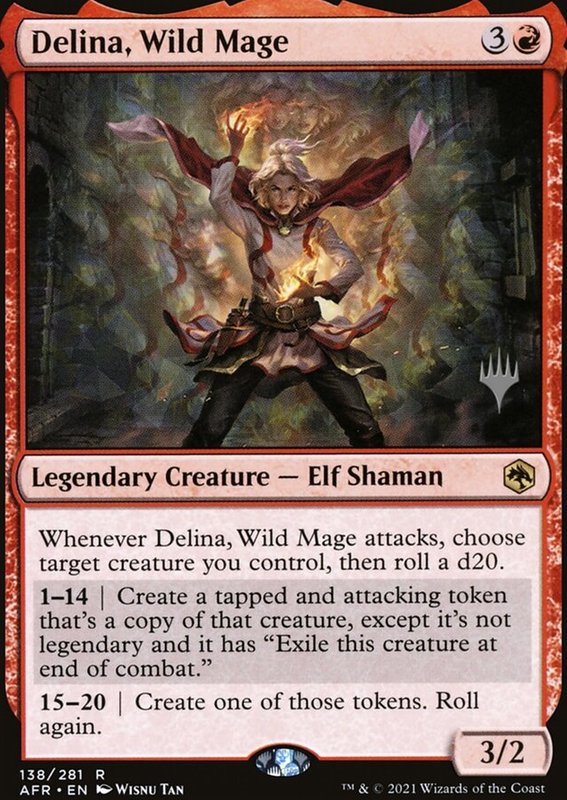 Delina, Wild Mage 3
Legendary Creature — Elf Shaman
Whenever Delina, Wild Mage attacks, choose
target creature you control, then roll a d20.
1–14 | Create a tapped and attacking token
that's a copy of that creature, except it's not
legendary and it has “Exile this creature at
end of combat.”
15–20 | Create one of those tokens. Roll
again.
3/2
138/281 R
AFR • EN Wisnu Tan
™ & © 2021 Wizards of the Coast